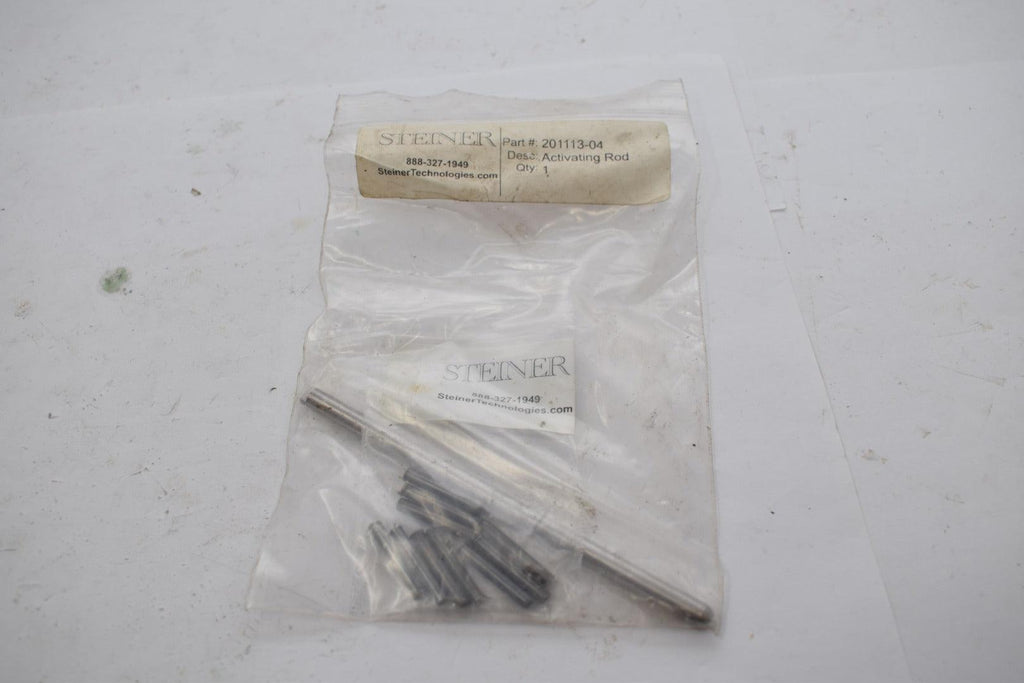 STEINER
888-327-1949
SteinerTechnologies.com
Part #: 201113-04
Desc: Activating Rod
Qty: 1
STEINER
888-327-1949
SteinerTechnologies.com